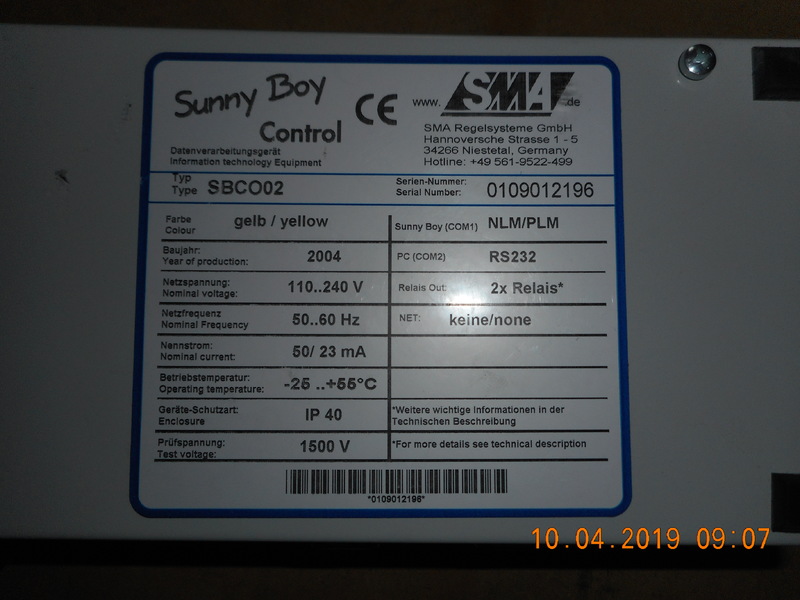 Sunny Boy
Control
CE
www. SMA .de
SMA Regelsysteme GmbH
Hannoversche Strasse 1 - 5
34266 Niestetal, Germany
Hotline: +49 561-9522-499
Datenverarbeitungsgerät
Information technology Equipment
Typ
Type SBCO02
Serien-Nummer:
Serial Number: 0109012196
Farbe
Colour gelb / yellow
Sunny Boy (COM1) NLM/PLM
Baujahr:
Year of production: 2004
PC (COM2) RS232
Netzspannung:
Nominal voltage: 110..240 V
Relais Out: 2x Relais*
Netzfrequenz
Nominal Frequency 50..60 Hz
NET: keine/none
Nennstrom:
Nominal current: 50/ 23 mA
Betriebstemperatur:
Operating temperature: -25 ..+55°C
Geräte-Schutzart:
Enclosure IP 40
*Weitere wichtige Informationen in der
Technischen Beschreibung
Prüfspannung:
Test voltage: 1500 V
*For more details see technical description
*0109012196*
10.04.2019 09:07